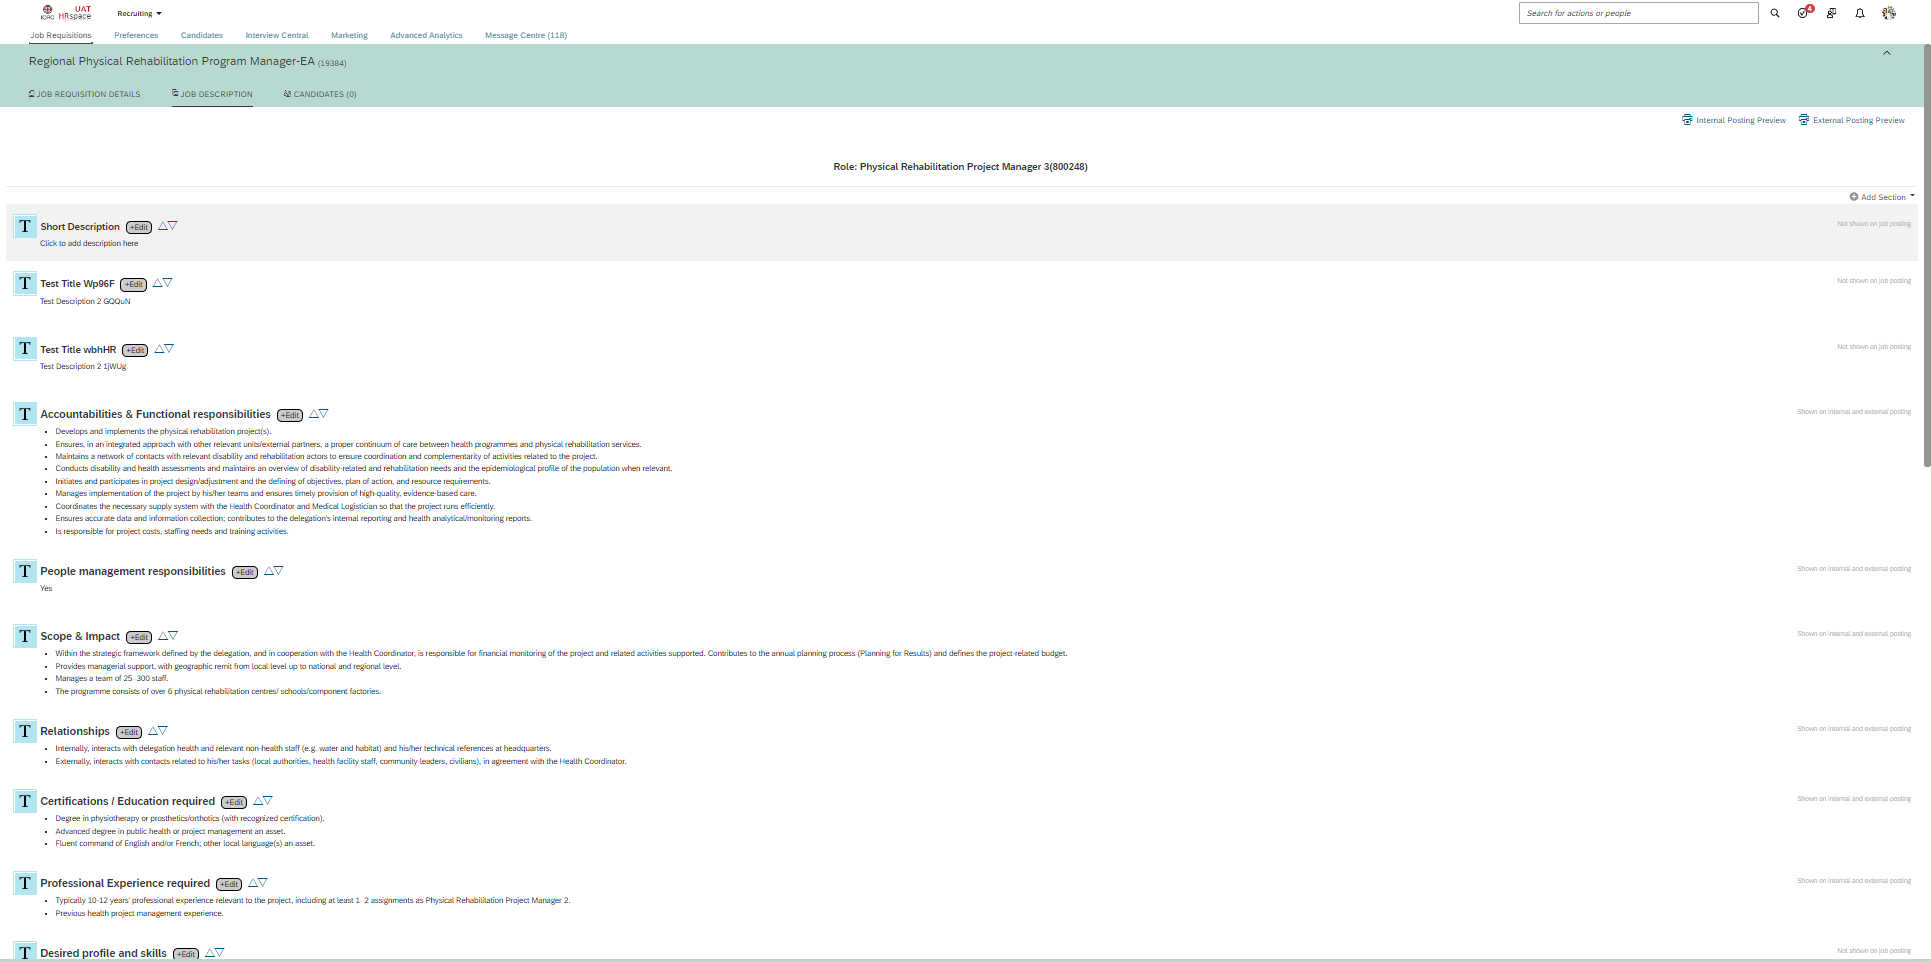 ICRC
UAT
HRspace
Recruiting
Search for actions or people
4
Job Requisitions
Preferences
Candidates
Interview Central
Marketing
Advanced Analytics
Message Centre (118)
Regional Physical Rehabilitation Program Manager-EA (19384)
JOB REQUISITION DETAILS
JOB DESCRIPTION
CANDIDATES (0)
Internal Posting Preview
External Posting Preview
Role: Physical Rehabilitation Project Manager 3(800248)
Add Section
T Short Description +Edit
Not shown on job posting
Click to add description here
T Test Title Wp96F +Edit
Not shown on job posting
Test Description 2 GQQuN
T Test Title wbhHR +Edit
Not shown on job posting
Test Description 2 1jWUg
T Accountabilities & Functional responsibilities +Edit
Shown on internal and external posting
• Develops and implements the physical rehabilitation project(s).
• Ensures, in an integrated approach with other relevant units/external partners, a proper continuum of care between health programmes and physical rehabilitation services.
• Maintains a network of contacts with relevant disability and rehabilitation actors to ensure coordination and complementarity of activities related to the project.
• Conducts disability and health assessments and maintains an overview of disability-related and rehabilitation needs and the epidemiological profile of the population when relevant.
• Initiates and participates in project design/adjustment and the defining of objectives, plan of action, and resource requirements.
• Manages implementation of the project by his/her teams and ensures timely provision of high-quality, evidence-based care.
• Coordinates the necessary supply system with the Health Coordinator and Medical Logistician so that the project runs efficiently.
• Ensures accurate data and information collection; contributes to the delegation's internal reporting and health analytical/monitoring reports.
• Is responsible for project costs, staffing needs and training activities.
T People management responsibilities +Edit
Shown on internal and external posting
Yes
T Scope & Impact +Edit
Shown on internal and external posting
• Within the strategic framework defined by the delegation, and in cooperation with the Health Coordinator, is responsible for financial monitoring of the project and related activities supported. Contributes to the annual planning process (Planning for Results) and defines the project-related budget.
• Provides managerial support, with geographic remit from local level up to national and regional level.
• Manages a team of 25–300 staff.
• The programme consists of over 6 physical rehabilitation centres/ schools/component factories.
T Relationships +Edit
Shown on internal and external posting
• Internally, interacts with delegation health and relevant non-health staff (e.g. water and habitat) and his/her technical references at headquarters.
• Externally, interacts with contacts related to his/her tasks (local authorities, health facility staff, community leaders, civilians), in agreement with the Health Coordinator.
T Certifications / Education required +Edit
Shown on internal and external posting
• Degree in physiotherapy or prosthetics/orthotics (with recognized certification).
• Advanced degree in public health or project management an asset.
• Fluent command of English and/or French; other local language(s) an asset.
T Professional Experience required +Edit
Shown on internal and external posting
• Typically 10-12 years' professional experience relevant to the project, including at least 1–2 assignments as Physical Rehabilitation Project Manager 2.
• Previous health project management experience.
T Desired profile and skills +Edit
Not shown on job posting